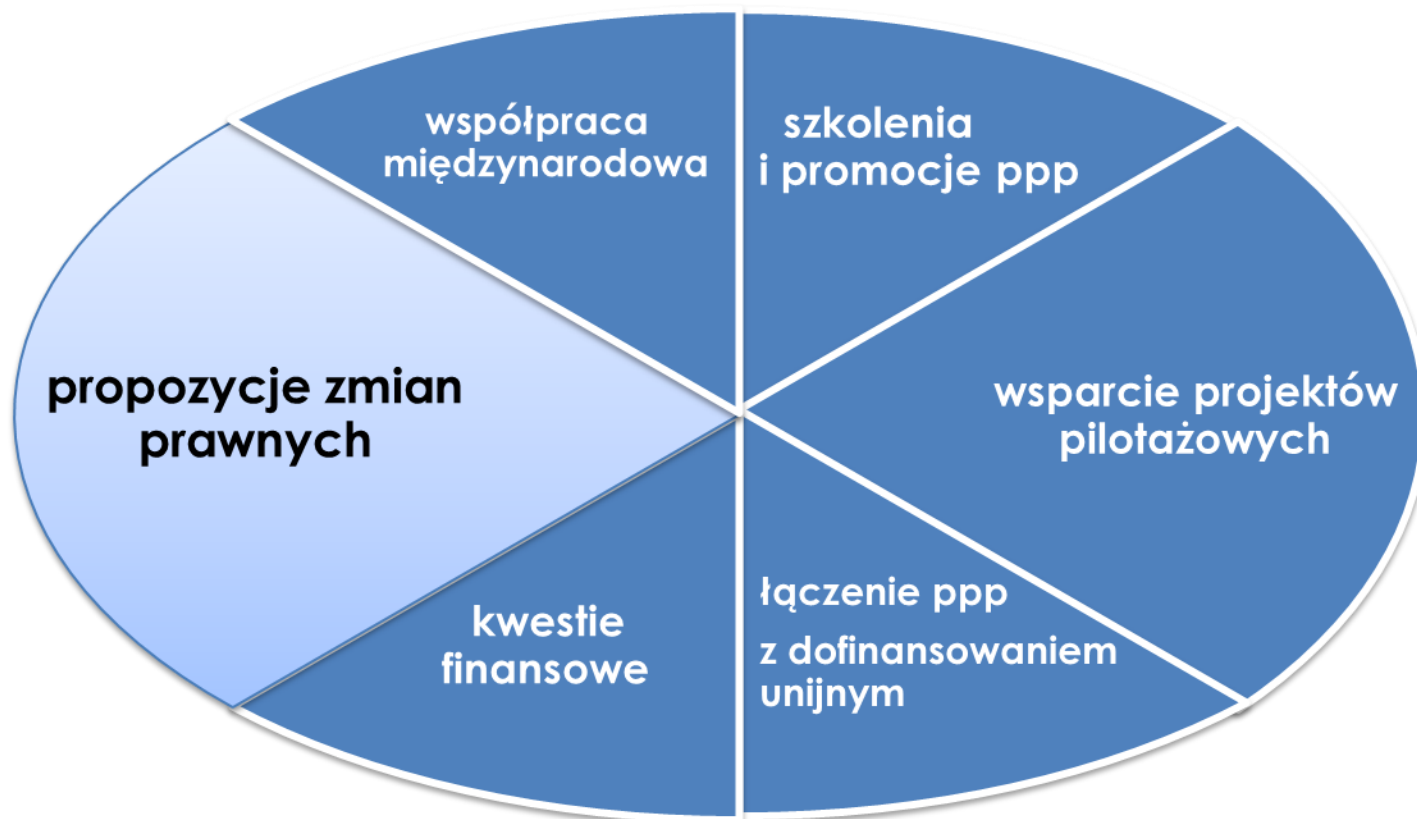 współpraca
międzynarodowa
szkolenia
i promocje ppp
propozycje zmian
prawnych
wsparcie projektów
pilotażowych
kwestie
finansowe
łączenie ppp
z dofinansowaniem
unijnym